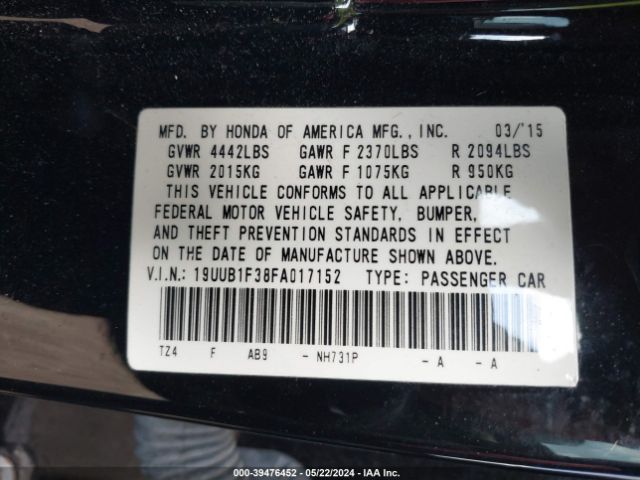 MFD. BY HONDA OF AMERICA MFG., INC. 03/'15
GVWR 4442LBS GAWR F 2370LBS R 2094LBS
GVWR 2015KG GAWR F 1075KG R 950KG
THIS VEHICLE CONFORMS TO ALL APPLICABLE
FEDERAL MOTOR VEHICLE SAFETY, BUMPER,
AND THEFT PREVENTION STANDARDS IN EFFECT
ON THE DATE OF MANUFACTURE SHOWN ABOVE.
V.I.N.: 19UUB1F38FA017152 TYPE: PASSENGER CAR
TZ4 F AB9 - NH731P - A - A
000-39476452 - 05/22/2024 - IAA Inc.